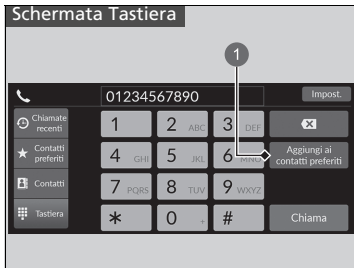 Schermata Tastiera
1
01234567890
Impost.
Chiamate
recenti
1
2 ABC
3 DEF
Contatti
preferiti
4 GHI
5 JKL
6 MNO
Aggiungi ai
contatti preferiti
Contatti
7 PQRS
8 TUV
9 WXYZ
Tastiera
*
0 +
#
Chiama